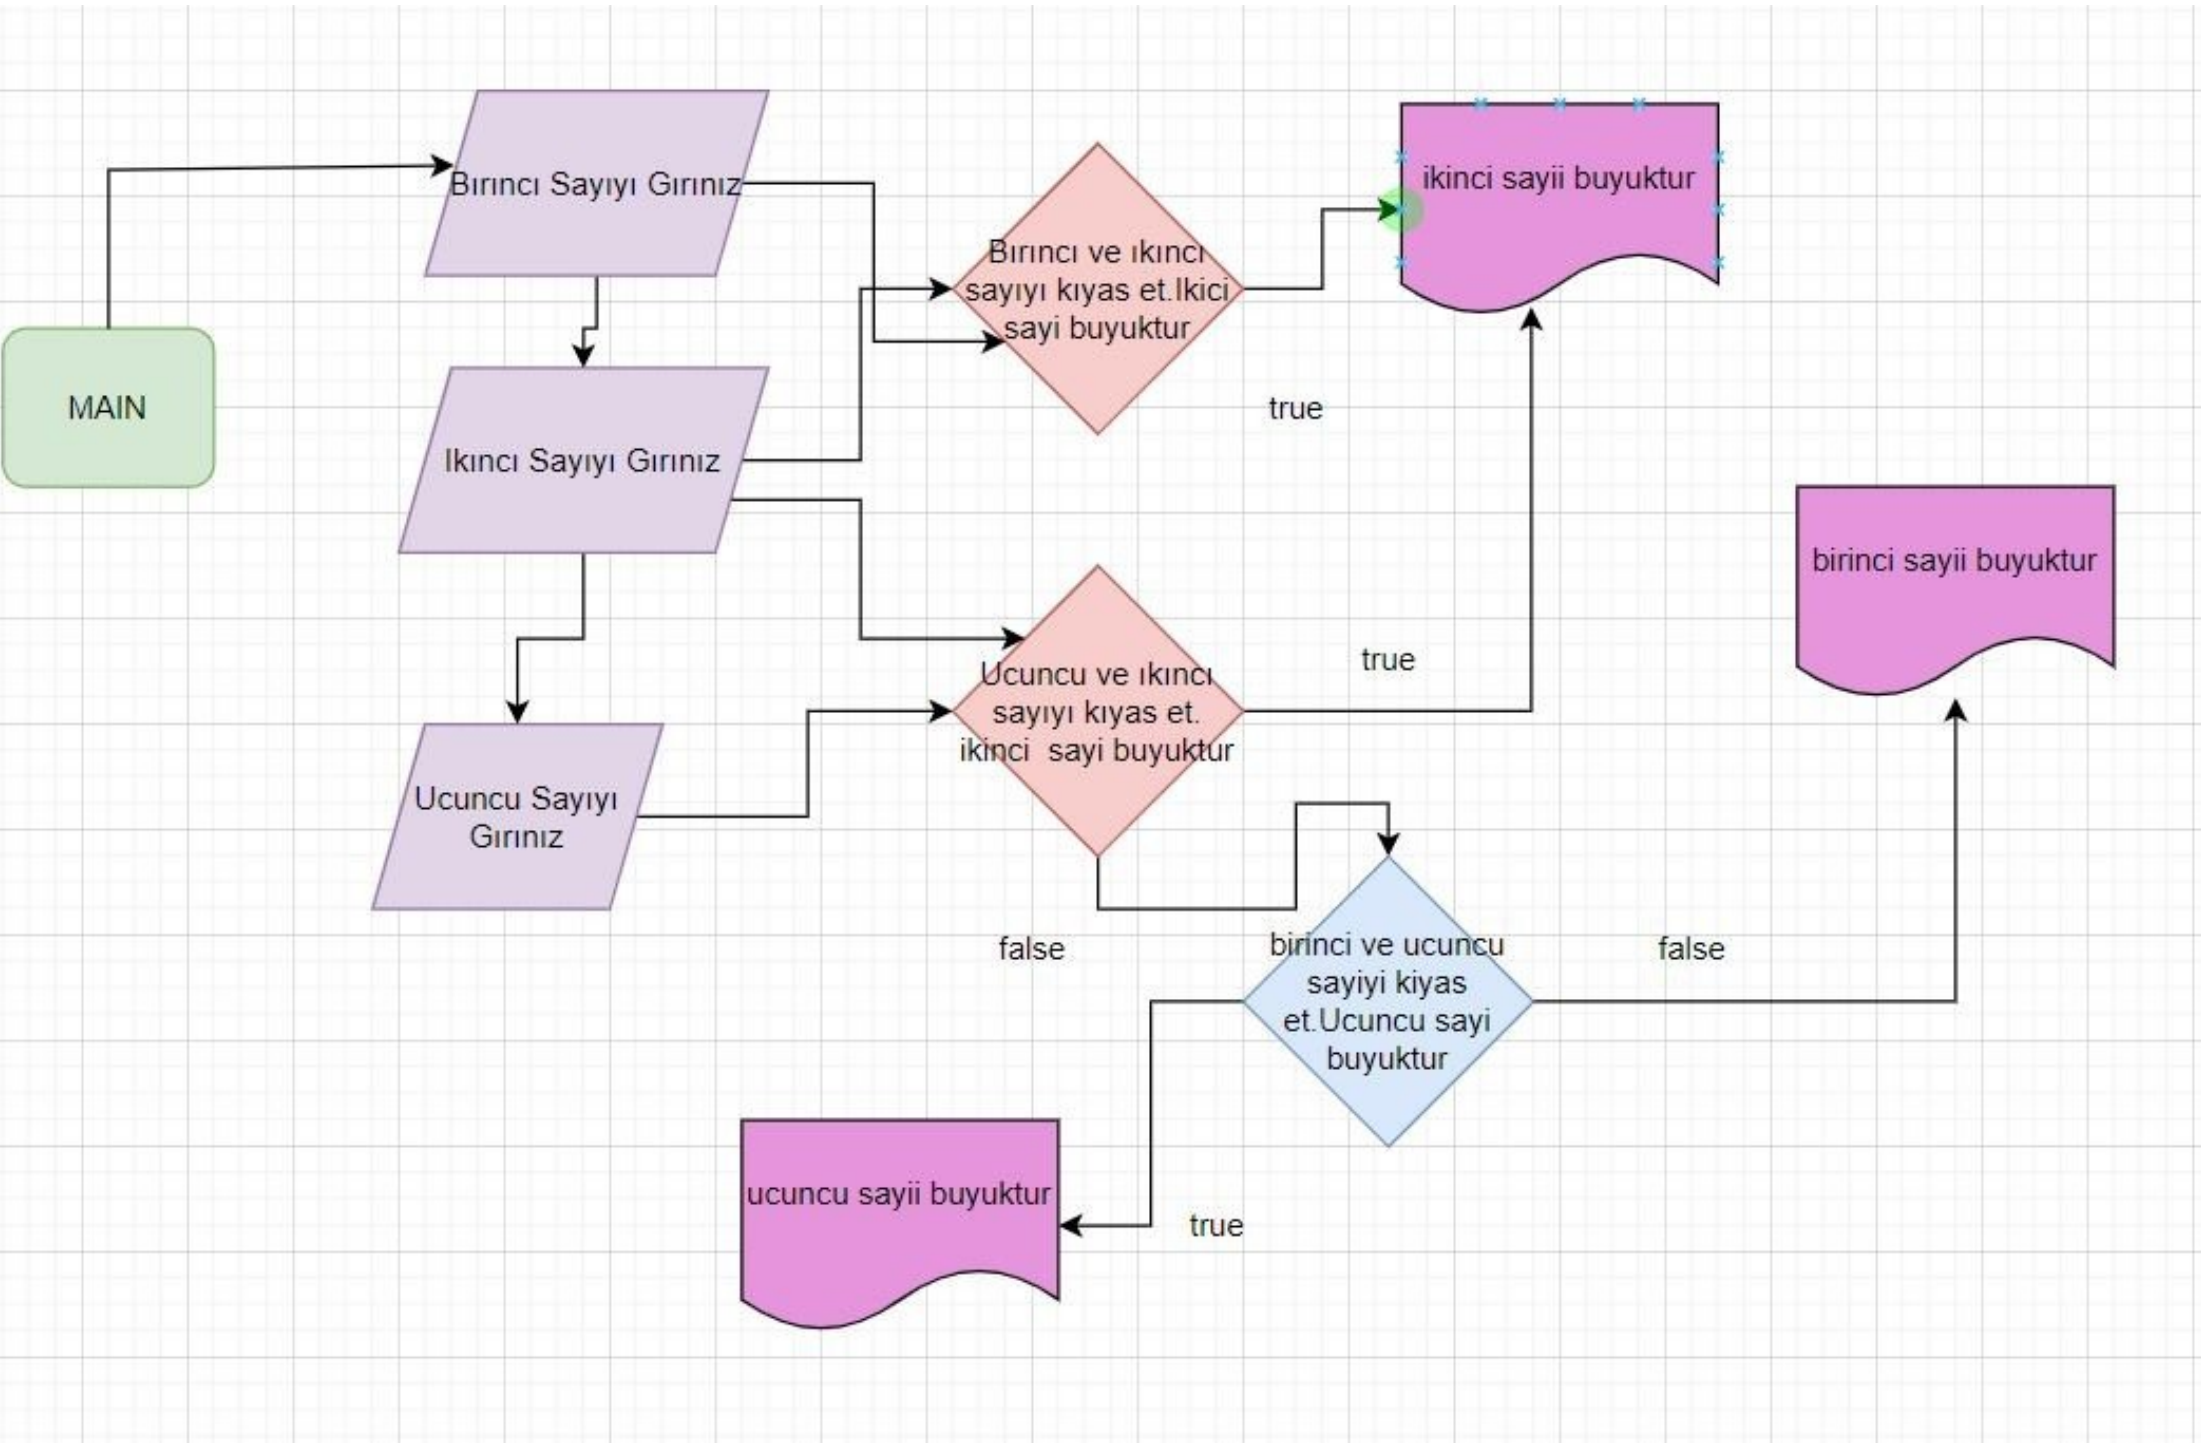 MAIN
Bırıncı Sayıyı Gırınız
Ikıncı Sayıyı Gırınız
Ucuncu Sayıyı
Gırınız
Bırıncı ve ıkıncı
sayıyı kıyas et.Ikici
sayi buyuktur
true
ikinci sayii buyuktur
Ucuncu ve ıkıncı
sayıyı kıyas et.
ikinci  sayi buyuktur
true
false
birinci ve ucuncu
sayiyi kiyas
et.Ucuncu sayi
buyuktur
false
birinci sayii buyuktur
true
ucuncu sayii buyuktur